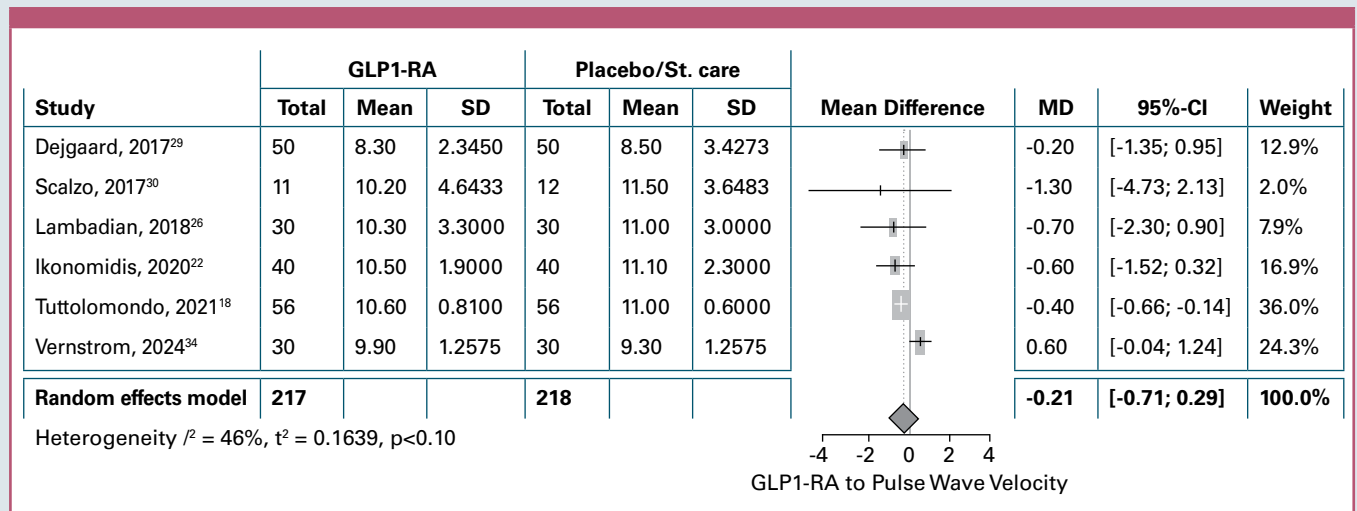 GLP1-RA Placebo/St. care
Study Total Mean SD Total Mean SD Mean Difference MD 95%-CI Weight
Dejgaard, 2017²⁹ 50 8.30 2.3450 50 8.50 3.4273 -0.20 [-1.35; 0.95] 12.9%
Scalzo, 2017³⁰ 11 10.20 4.6433 12 11.50 3.6483 -1.30 [-4.73; 2.13] 2.0%
Lambadian, 2018²⁶ 30 10.30 3.3000 30 11.00 3.0000 -0.70 [-2.30; 0.90] 7.9%
Ikonomidis, 2020²² 40 10.50 1.9000 40 11.10 2.3000 -0.60 [-1.52; 0.32] 16.9%
Tuttolomondo, 2021¹⁸ 56 10.60 0.8100 56 11.00 0.6000 -0.40 [-0.66; -0.14] 36.0%
Vernstrom, 2024³⁴ 30 9.90 1.2575 30 9.30 1.2575 0.60 [-0.04; 1.24] 24.3%
Random effects model 217 218 -0.21 [-0.71; 0.29] 100.0%
Heterogeneity I² = 46%, t² = 0.1639, p<0.10
-4 -2 0 2 4
GLP1-RA to Pulse Wave Velocity